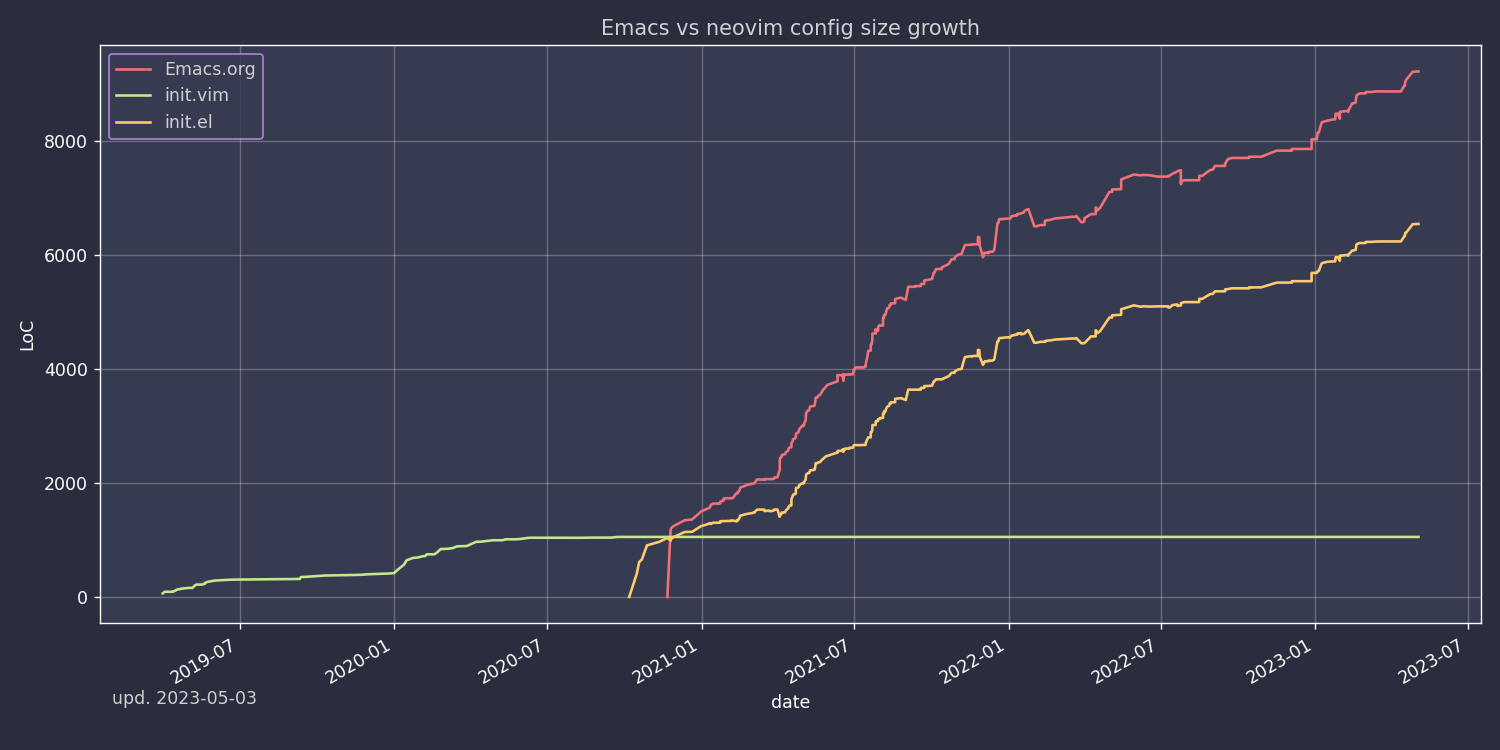 Emacs vs neovim config size growth
Emacs.org
init.vim
init.el
8000
6000
4000
2000
0
LoC
2019-07
2020-01
2020-07
2021-01
2021-07
2022-01
2022-07
2023-01
2023-07
upd. 2023-05-03
date